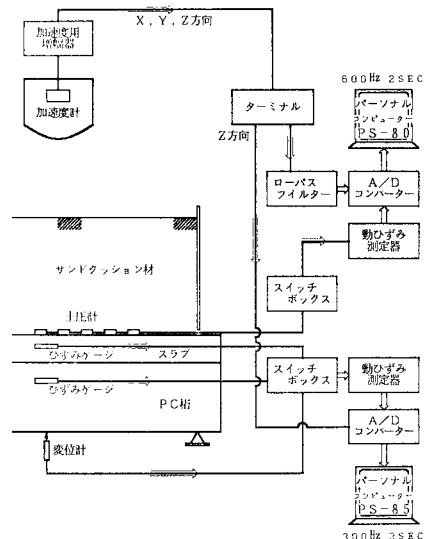 X, Y, Z方向
加速度用
増幅器
加速度計
ターミナル
Z方向
ローパス
フィルター
600Hz 2SEC
パーソナル
コンピューター
PS-80
A/D
コンバーター
動ひずみ
測定器
スイッチ
ボックス
サンドクッション材
土圧計
ひずみゲージ
スラブ
ひずみゲージ
PC桁
スイッチ
ボックス
動ひずみ
測定器
A/D
コンバーター
変位計
パーソナル
コンピューター
PS-85
300Hz 2SEC